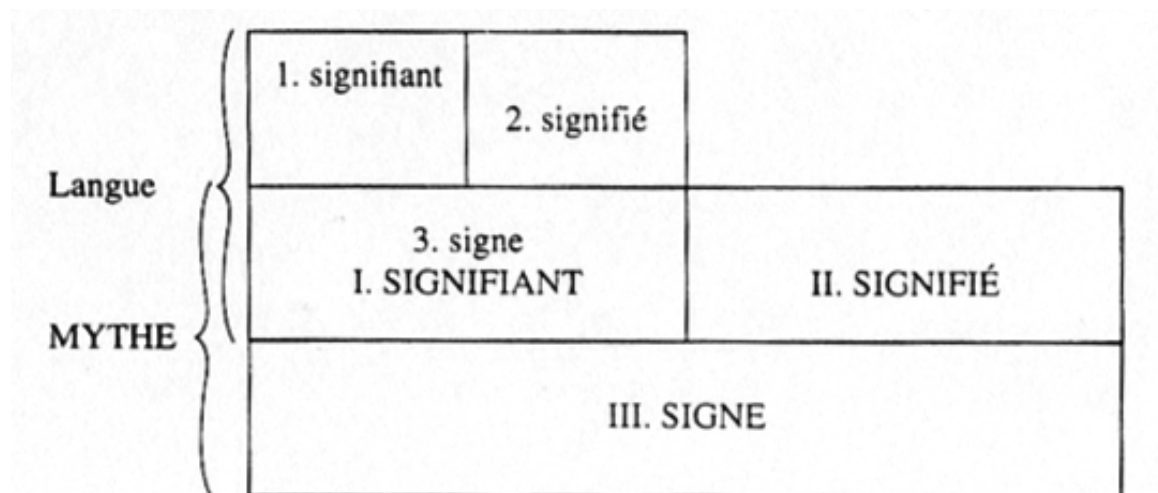 1. signifiant
2. signifié
Langue
3. signe
I. SIGNIFIANT
II. SIGNIFIÉ
MYTHE
III. SIGNE